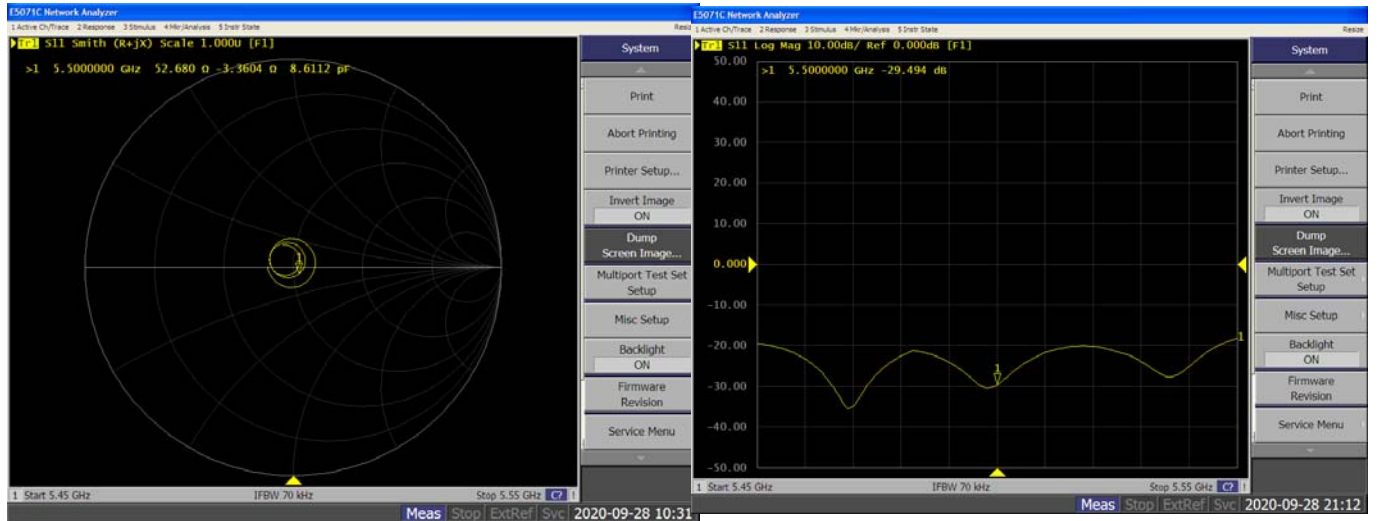 E5071C Network Analyzer
1 Active Ch/Trace 2 Response 3 Stimulus 4 Mkr/Analysis 5 Instr State
Tr1 S11 Smith (R+jX) Scale 1.000U [F1]
>1 5.5000000 GHz 52.680 Ω -3.3604 Ω 8.6112 pF
1
System
Print
Abort Printing
Printer Setup...
Invert Image
ON
Dump
Screen Image...
Multiport Test Set
Setup
Misc Setup
Backlight
ON
Firmware
Revision
Service Menu
1 Start 5.45 GHz IFBW 70 kHz Stop 5.55 GHz C? !
Meas Stop ExtRef Svc 2020-09-28 10:31
E5071C Network Analyzer
1 Active Ch/Trace 2 Response 3 Stimulus 4 Mkr/Analysis 5 Instr State Resize
Tr1 S11 Log Mag 10.00dB/ Ref 0.000dB [F1]
50.00
>1 5.5000000 GHz -29.494 dB
40.00
30.00
20.00
10.00
0.000
-10.00
-20.00
-30.00
-40.00
-50.00
1
1
System
Print
Abort Printing
Printer Setup...
Invert Image
ON
Dump
Screen Image...
Multiport Test Set
Setup
Misc Setup
Backlight
ON
Firmware
Revision
Service Menu
1 Start 5.45 GHz IFBW 70 kHz Stop 5.55 GHz C? !
Meas Stop ExtRef Svc 2020-09-28 21:12